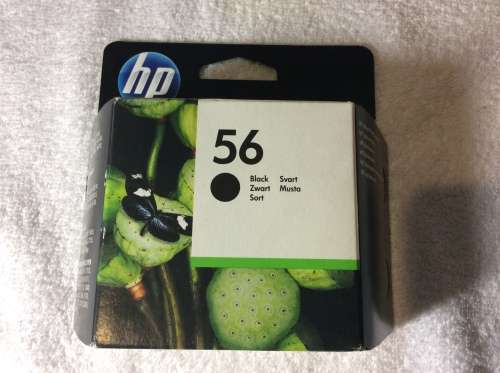 hp
56
Black Svart
Zwart Musta
Sort